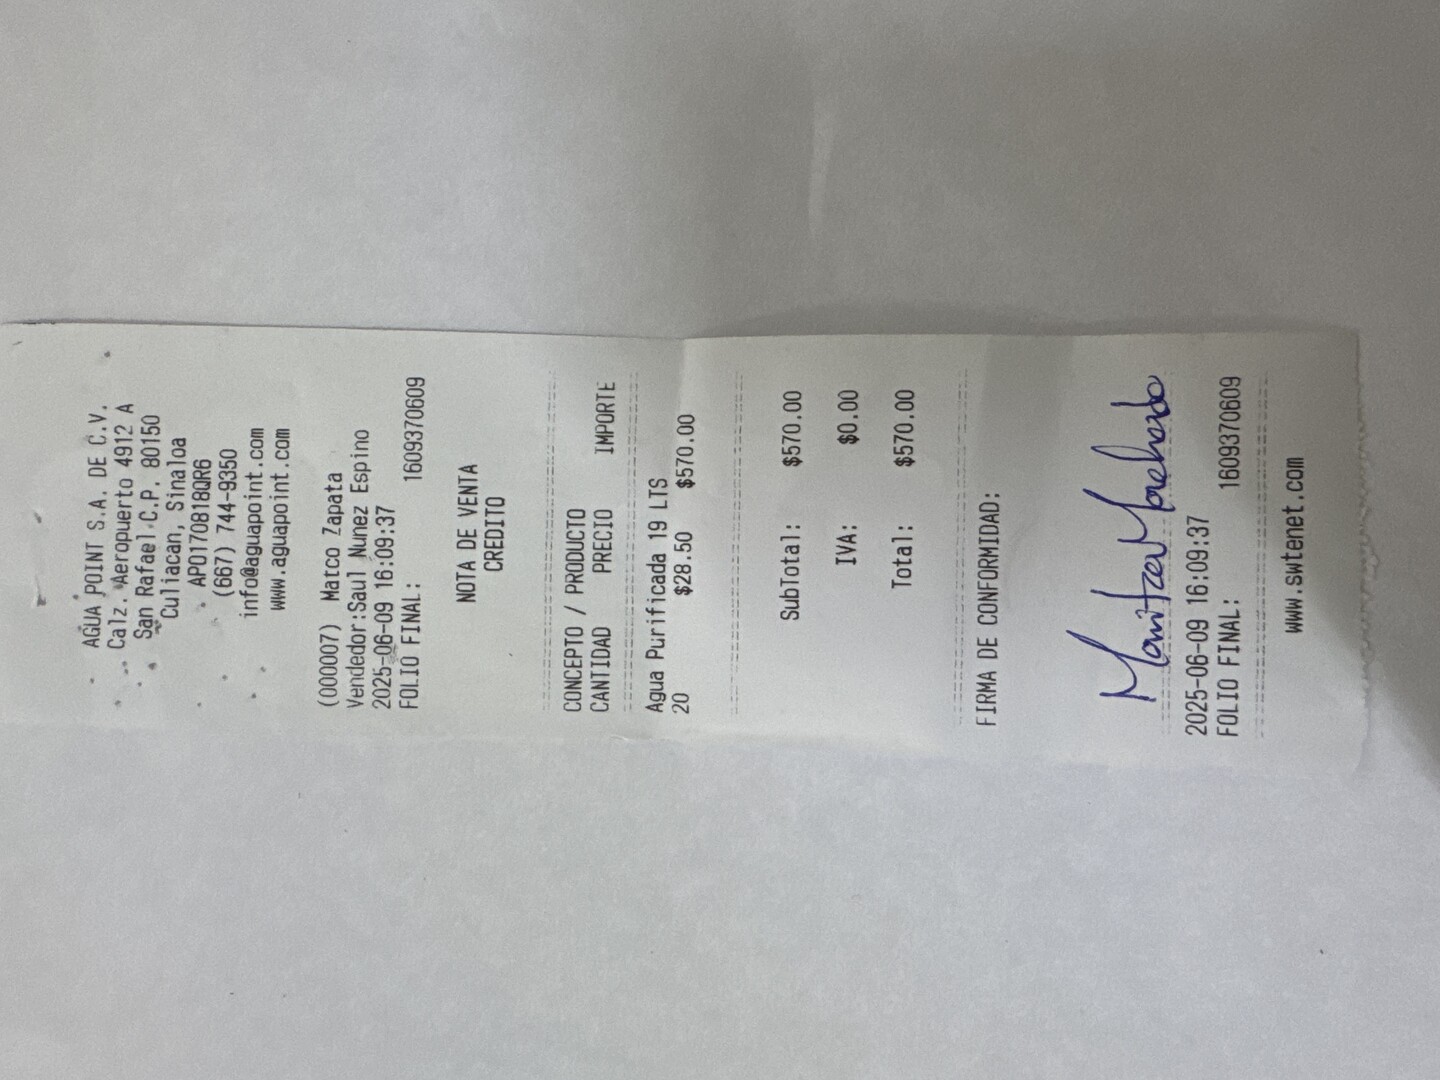 AGUA POINT S.A. DE C.V.
Calz. Aeropuerto 4912 A
San Rafael C.P. 80150
Culiacan, Sinaloa
APO170818QR6
(667) 744-9350
info@aguapoint.com
www.aguapoint.com
(000007) Matco Zapata
Vendedor:Saul Nunez Espino
2025-06-09 16:09:37
FOLIO FINAL: 1609370609
NOTA DE VENTA
CREDITO
CONCEPTO / PRODUCTO
CANTIDAD PRECIO IMPORTE
Agua Purificada 19 LTS
20 $28.50 $570.00
SubTotal: $570.00
IVA: $0.00
Total: $570.00
FIRMA DE CONFORMIDAD:
2025-06-09 16:09:37
FOLIO FINAL: 1609370609
www.swtenet.com